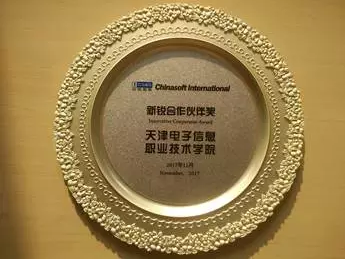 Chinasoft International
新锐合作伙伴奖
Innovative Cooperator Award
天津电子信息
职业技术学院
2017年11月
November, 2017